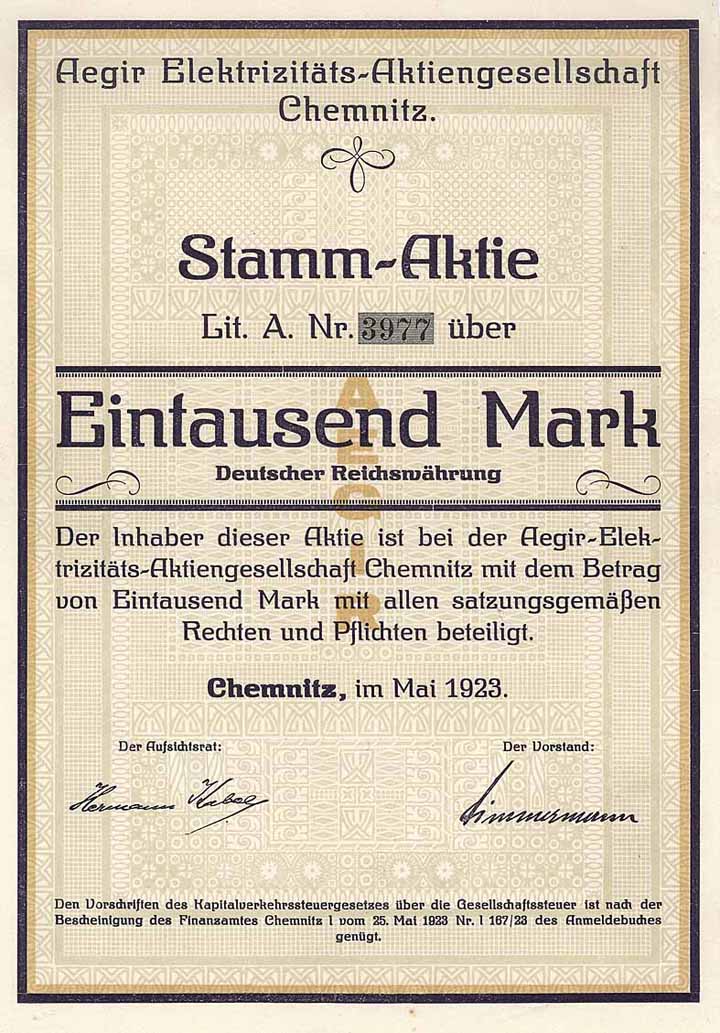 Aegir Elektrizitäts-Aktiengesellschaft
Chemnitz.
Stamm-Aktie
Lit. A. Nr. 3977 über
Eintausend Mark
Deutscher Reichswährung
AEGIR
Der Inhaber dieser Aktie ist bei der Aegir-Elek-
trizitäts-Aktiengesellschaft Chemnitz mit dem Betrag
von Eintausend Mark mit allen satzungsgemäßen
Rechten und Pflichten beteiligt.
Chemnitz, im Mai 1923.
Der Aufsichtsrat:
Der Vorstand:
Hermann
Zimmermann
Den Vorschriften des Kapitalverkehrssteuergesetzes über die Gesellschaftssteuer ist nach der
Bescheinigung des Finanzamtes Chemnitz I vom 25. Mai 1923 Nr. I 167/23 des Anmeldebuches
genügt.